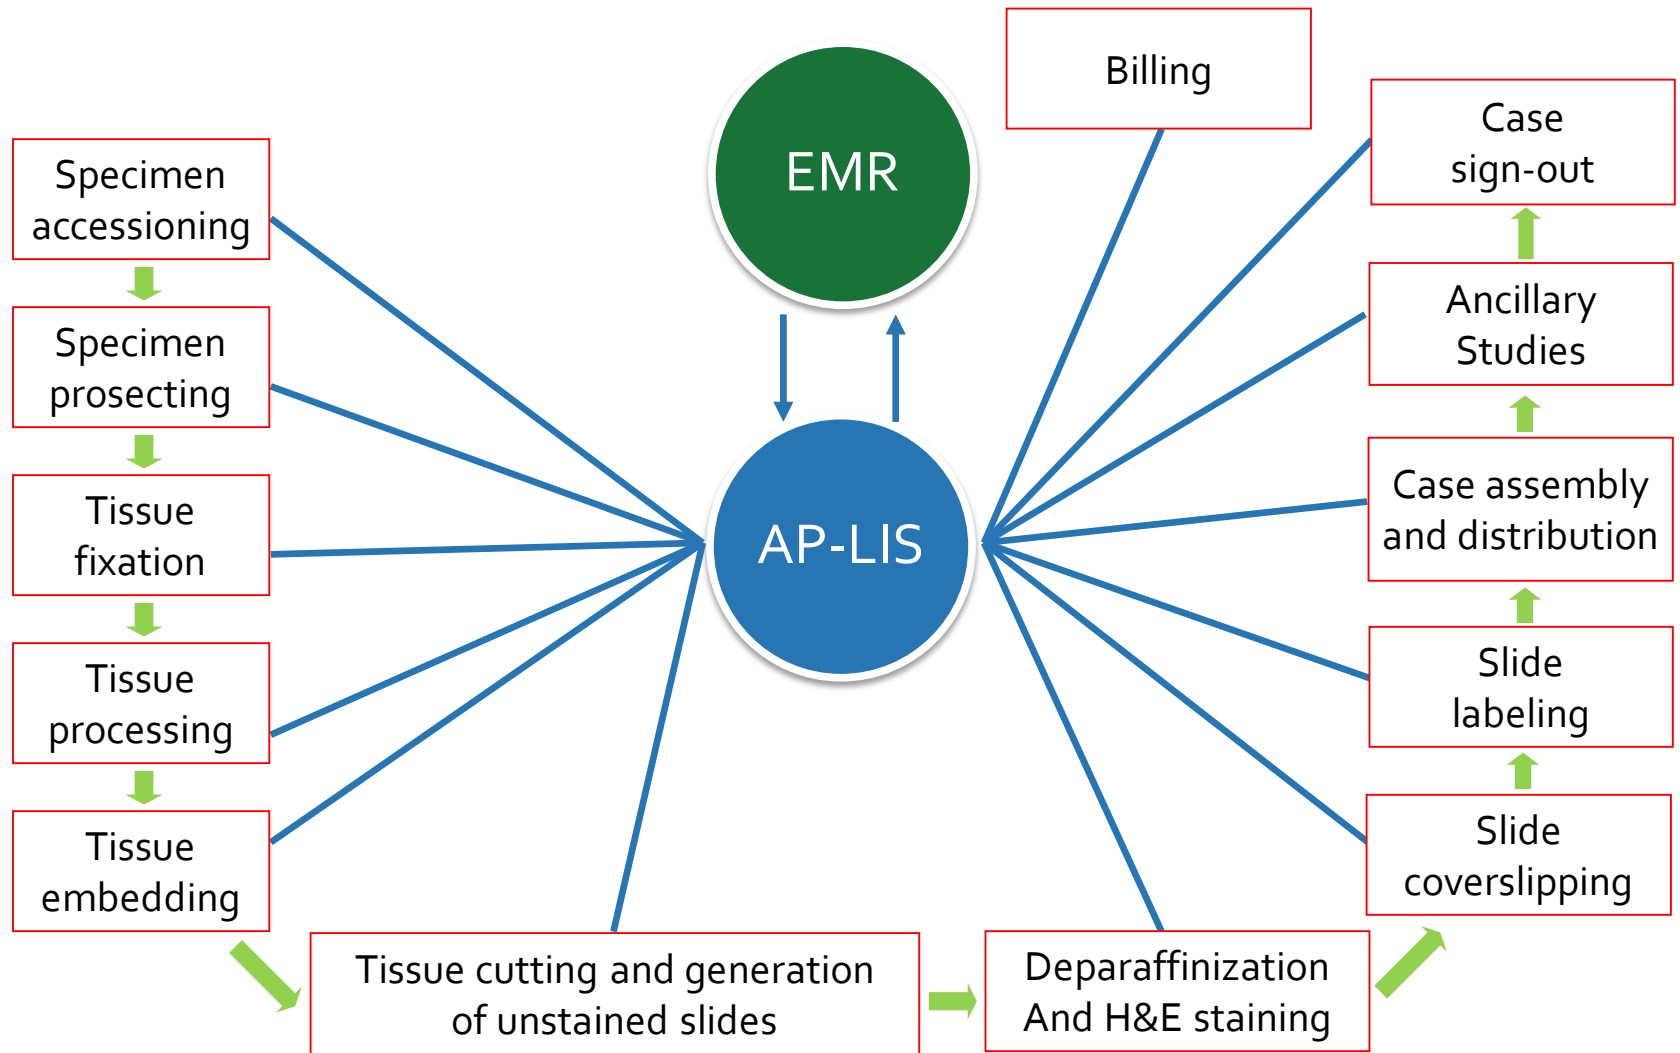 EMR
AP-LIS
Specimen
accessioning
Specimen
prosecting
Tissue
fixation
Tissue
processing
Tissue
embedding
Tissue cutting and generation
of unstained slides
Deparaffinization
And H&E staining
Slide
coverslipping
Slide
labeling
Case assembly
and distribution
Ancillary
Studies
Case
sign-out
Billing